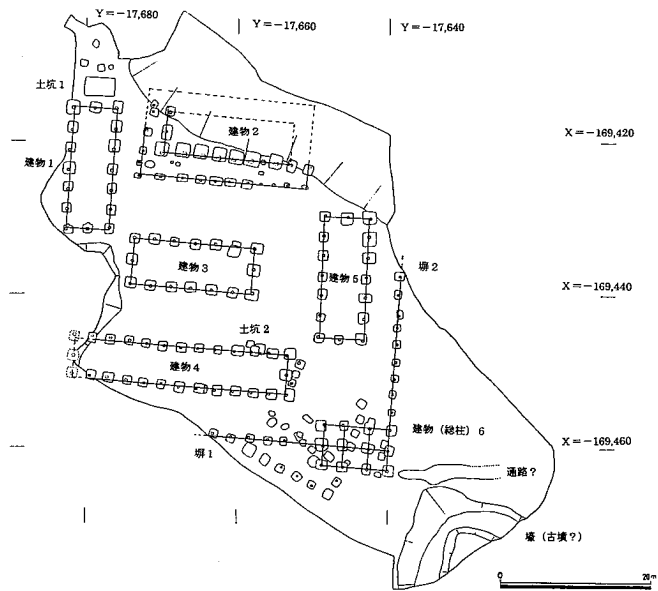 Y=-17,680
Y=-17,660
Y=-17,640
土坑1
建物2
X=-169,420
建物1
塀2
建物3
建物5
X=-169,440
土坑2
建物4
建物(総柱)6
X=-169,460
塀1
通路?
壕(古墳?)
0
20m